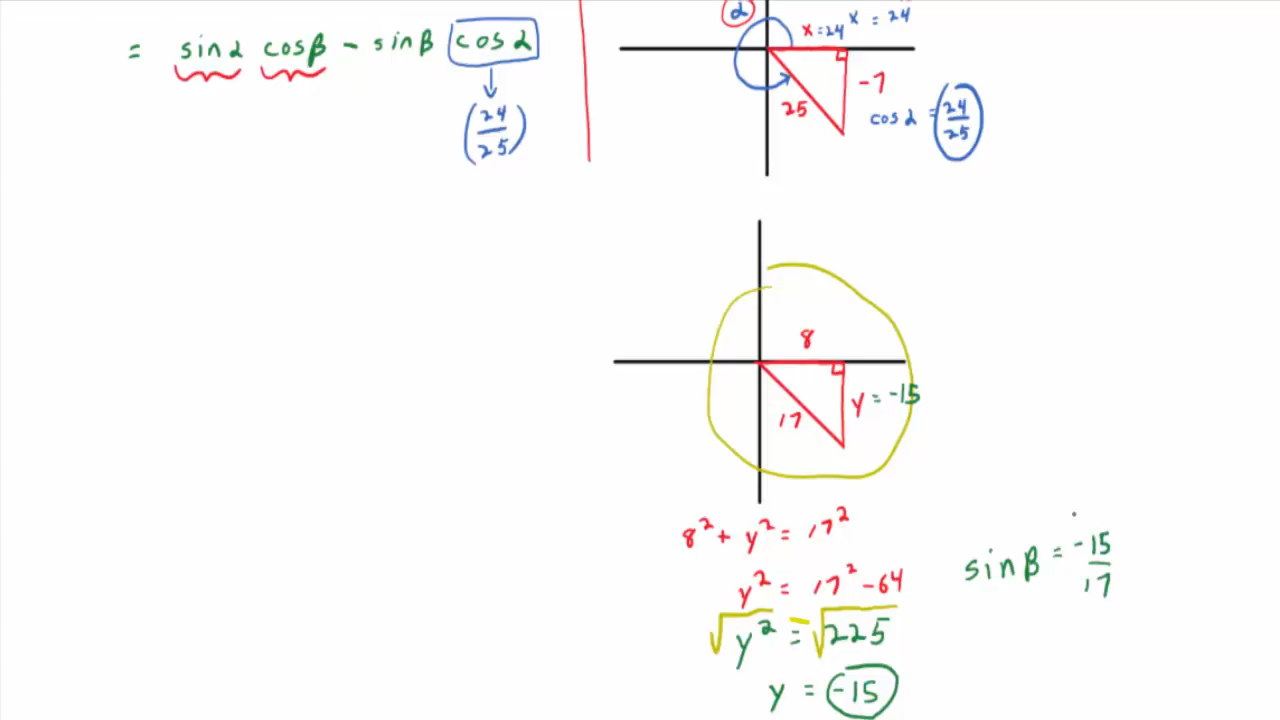 = sin α cos β - sin β cos α
(24/25)
α
x = 24
x = 24
-7
25
cos α = 24/25
8
17
y = -15
8² + y² = 17²
y² = 17² - 64
√y² = √225
y = -15
sin β = -15/17